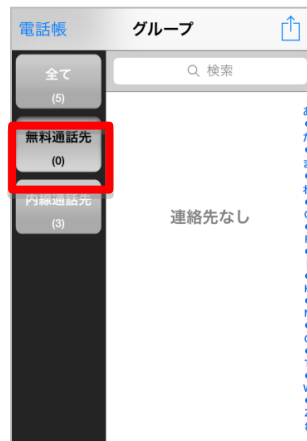 電話帳
グループ
全て
(5)
検索
無料通話先
(0)
内線通話先
(3)
連絡先なし